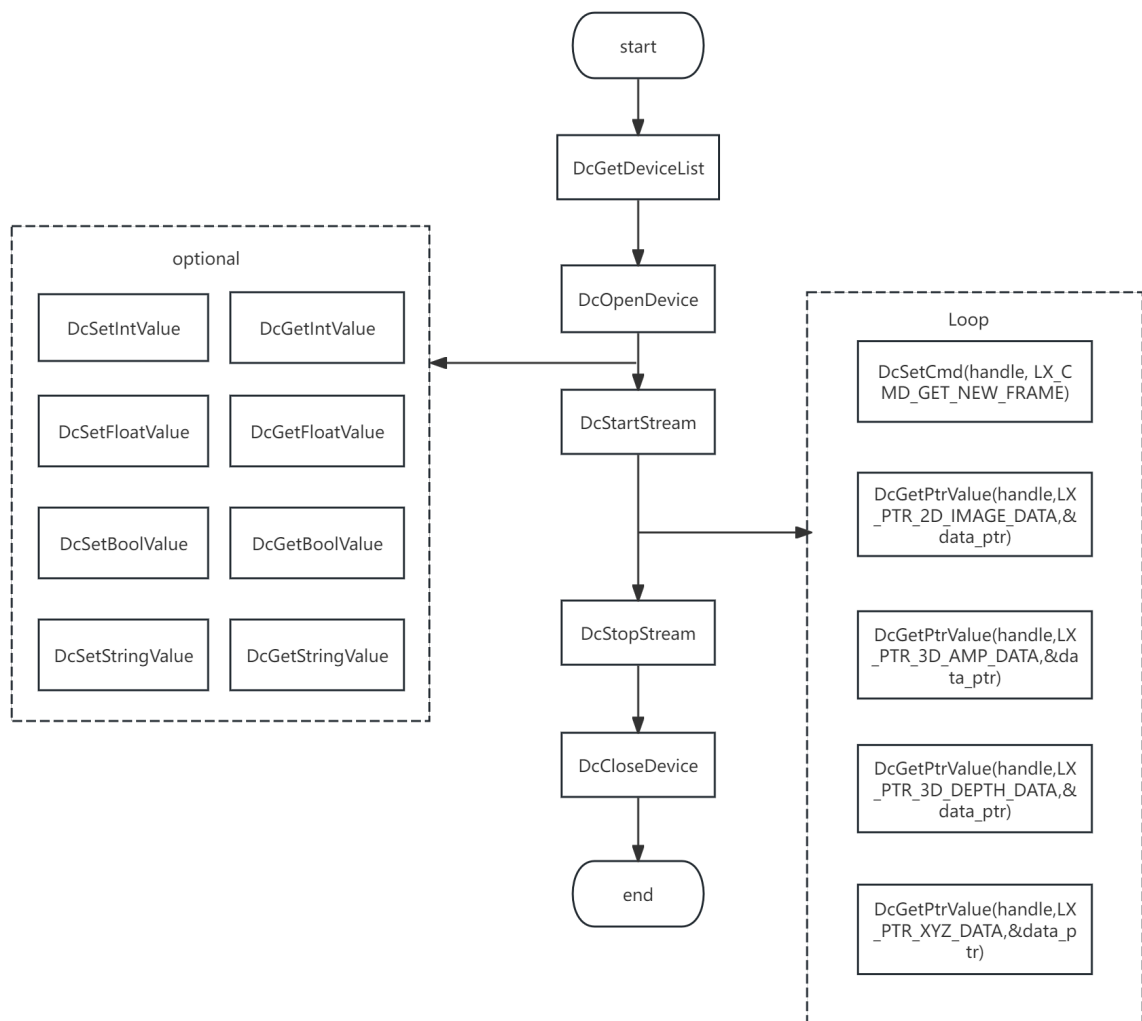 start
DcGetDeviceList
DcOpenDevice
DcStartStream
DcStopStream
DcCloseDevice
end
optional
DcSetIntValue
DcGetIntValue
DcSetFloatValue
DcGetFloatValue
DcSetBoolValue
DcGetBoolValue
DcSetStringValue
DcGetStringValue
Loop
DcSetCmd(handle, LX_C
MD_GET_NEW_FRAME)
DcGetPtrValue(handle,LX
_PTR_2D_IMAGE_DATA,&
data_ptr)
DcGetPtrValue(handle,LX
_PTR_3D_AMP_DATA,&da
ta_ptr)
DcGetPtrValue(handle,LX
_PTR_3D_DEPTH_DATA,&
data_ptr)
DcGetPtrValue(handle,LX
_PTR_XYZ_DATA,&data_p
tr)